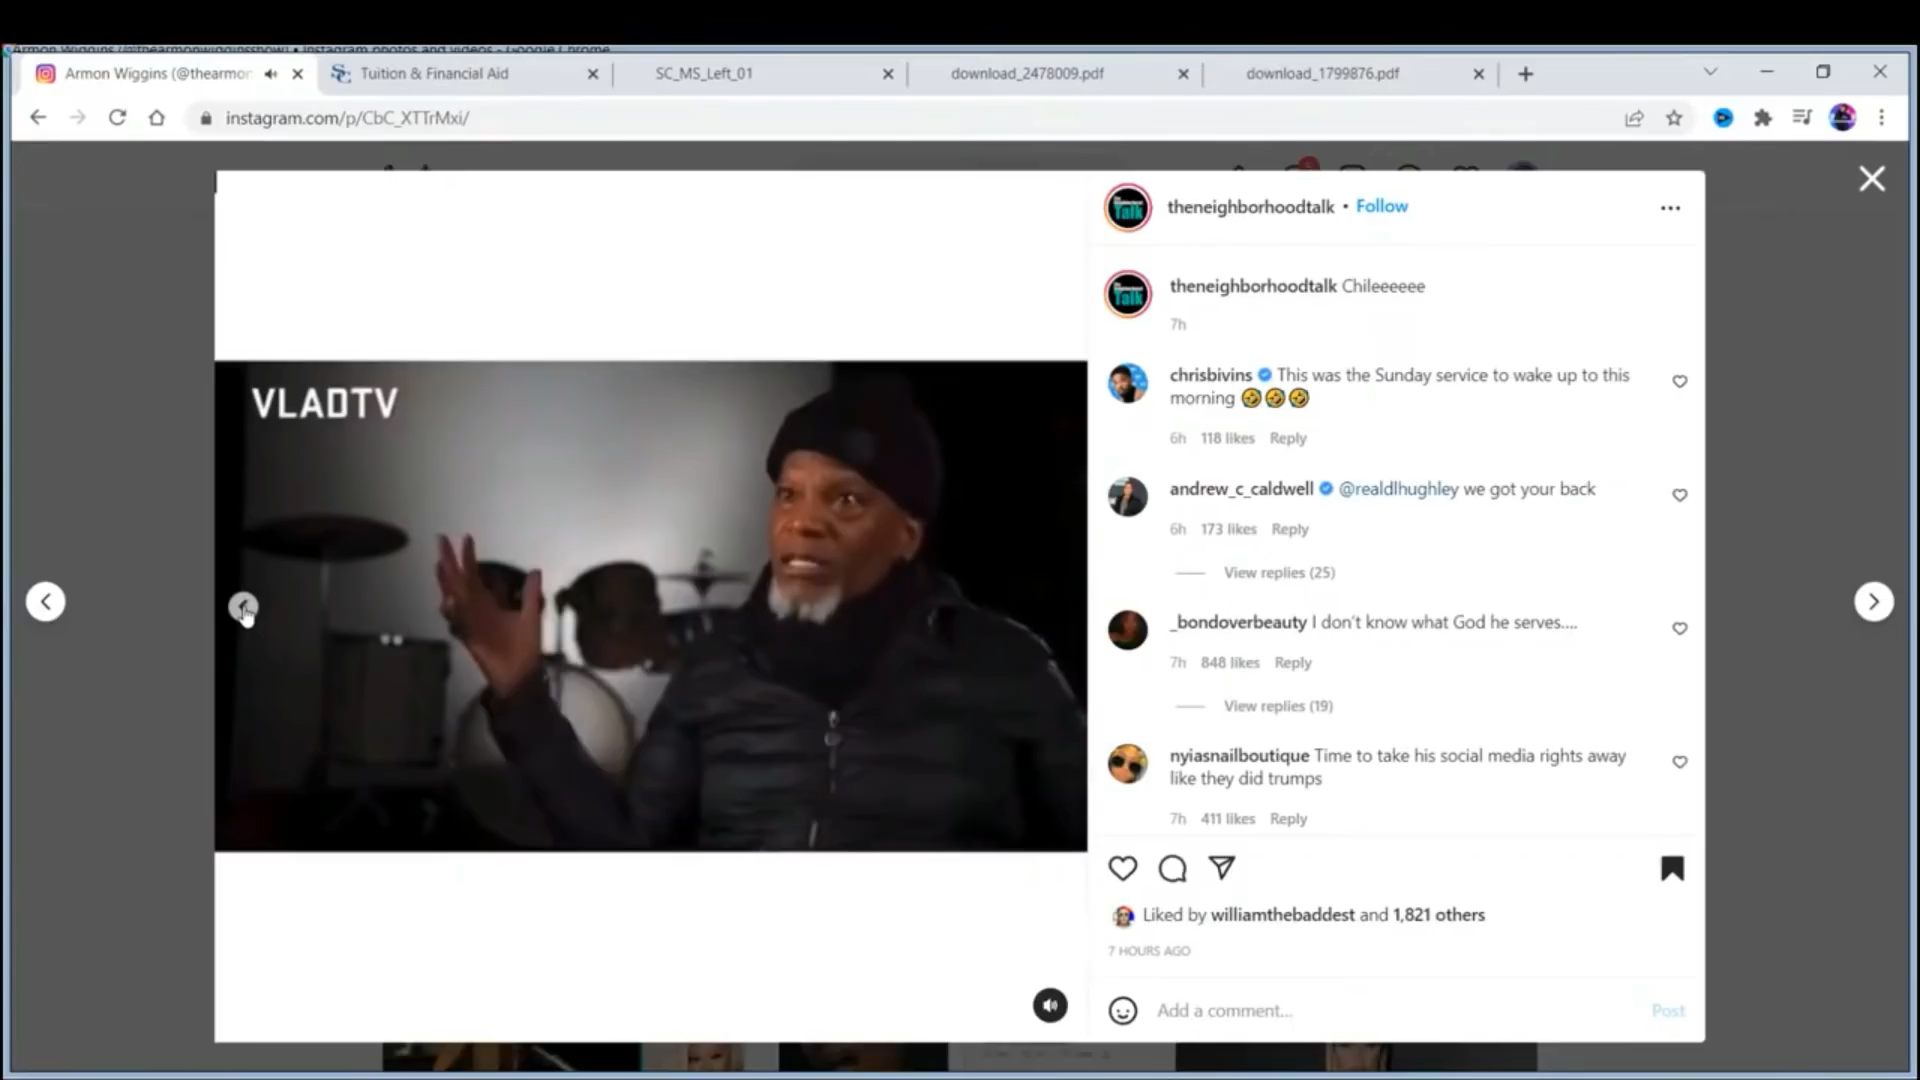 Armon Wiggins (@thearmonwigginsshow) • Instagram photos and videos - Google Chrome
Armon Wiggins (@thearmon
Tuition & Financial Aid
SC_MS_Left_01
download_2478009.pdf
download_1799876.pdf
instagram.com/p/CbC_XTTrMxi/
VLADTV
Talk
theneighborhoodtalk • Follow
Talk
theneighborhoodtalk Chileeeeee
7h
chrisbivins This was the Sunday service to wake up to this
morning 🤣🤣🤣
6h 118 likes Reply
andrew_c_caldwell @realdlhughley we got your back
6h 173 likes Reply
View replies (25)
_bondoverbeauty I don't know what God he serves....
7h 848 likes Reply
View replies (19)
nyiasnailboutique Time to take his social media rights away
like they did trumps
7h 411 likes Reply
Liked by williamthebaddest and 1,821 others
7 HOURS AGO
Add a comment...
Post